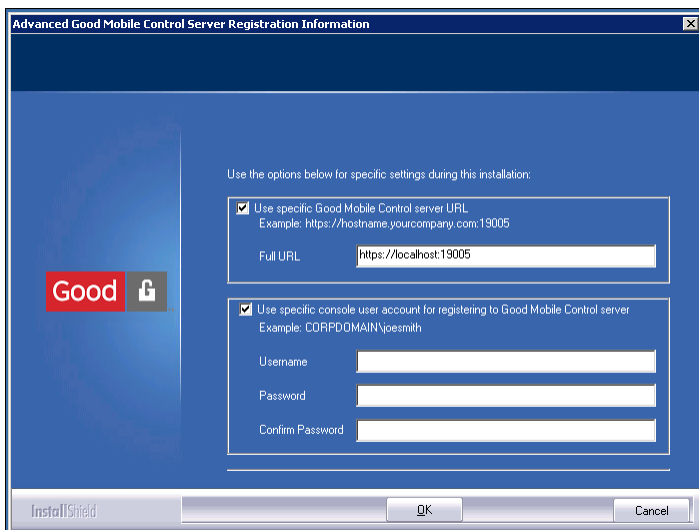 Advanced Good Mobile Control Server Registration Information
Use the options below for specific settings during this installation:
Use specific Good Mobile Control server URL
Example: https://hostname.yourcompany.com:19005
Full URL
https://localhost:19005
Good
Use specific console user account for registering to Good Mobile Control server
Example: CORPDOMAIN\joesmith
Username
Password
Confirm Password
InstallShield
OK
Cancel